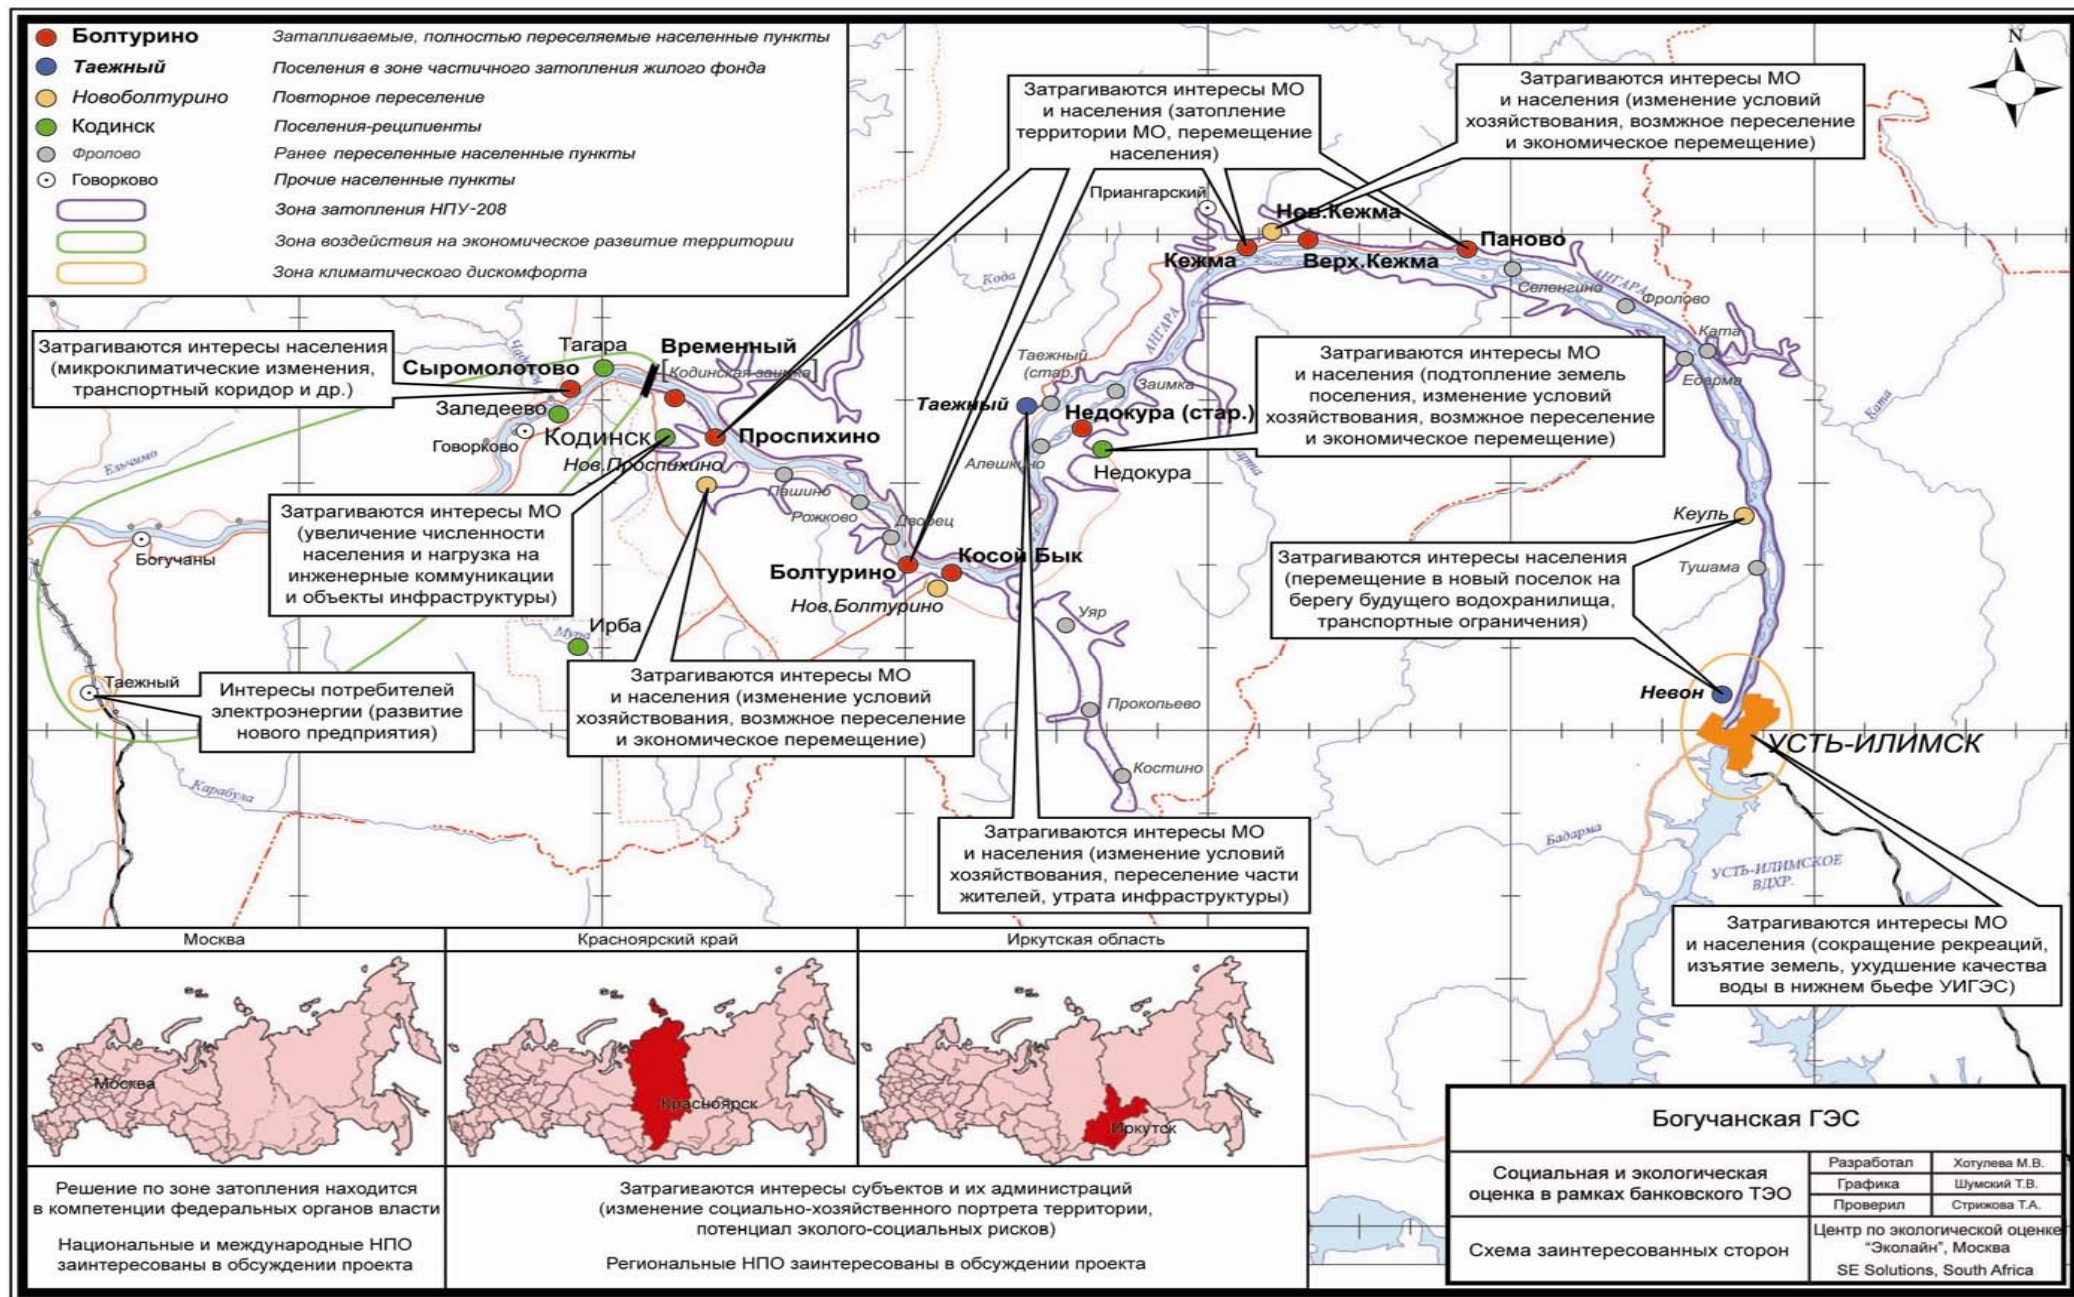 Болтурино Затапливаемые, полностью переселяемые населенные пункты
Таежный Поселения в зоне частичного затопления жилого фонда
Новоболтурино Повторное переселение
Кодинск Поселения-реципиенты
Фролово Ранее переселенные населенные пункты
Говорково Прочие населенные пункты
Зона затопления НПУ-208
Зона воздействия на экономическое развитие территории
Зона климатического дискомфорта
Затрагиваются интересы МО
и населения (затопление
территории МО, перемещение
населения)
Затрагиваются интересы МО
и населения (изменение условий
хозяйствования, возмжное переселение
и экономическое перемещение)
N
Приангарский
Нов.Кежма
Кежма
Верх.Кежма
Паново
Селенгино
АНГАРА
Фролово
Ката
Едарма
Ката
Кода
АНГАРА
Затрагиваются интересы населения
(микроклиматические изменения,
транспортный коридор и др.)
Тагара
Сыромолотово
Заледеево
Говорково
Ельчимо
Временный
[Кодинская заимка]
Кодинск
Проспихино
Нов.Проспихино
Пашино
Рожково
Дворец
Болтурино
Косой Бык
Нов.Болтурино
Таежный
(стар.)
Заимка
Таежный
Недокура (стар.)
Алешкино
Недокура
Затрагиваются интересы МО
и населения (подтопление земель
поселения, изменение условий
хозяйствования, возмжное переселение
и экономическое перемещение)
Затрагиваются интересы МО
(увеличение численности
населения и нагрузка на
инженерные коммуникации
и объекты инфраструктуры)
Богучаны
Ирба
Мура
Таежный
Карабула
Интересы потребителей
электроэнергии (развитие
нового предприятия)
Затрагиваются интересы МО
и населения (изменение условий
хозяйствования, возмжное переселение
и экономическое перемещение)
Уяр
Прокопьево
Костино
Кеуль
Тушама
Затрагиваются интересы населения
(перемещение в новый поселок на
берегу будущего водохранилища,
транспортные ограничения)
Невон
УСТЬ-ИЛИМСК
Бадарма
УСТЬ-ИЛИМСКОЕ
ВДХР.
Затрагиваются интересы МО
и населения (изменение условий
хозяйствования, переселение части
жителей, утрата инфраструктуры)
Затрагиваются интересы МО
и населения (сокращение рекреаций,
изъятие земель, ухудшение качества
воды в нижнем бьефе УИГЭС)
Москва
Красноярский край
Иркутская область
Москва
Красноярск
Иркутск
Решение по зоне затопления находится
в компетенции федеральных органов власти
Национальные и международные НПО
заинтересованы в обсуждении проекта
Затрагиваются интересы субъектов и их администраций
(изменение социально-хозяйственного портрета территории,
потенциал эколого-социальных рисков)
Региональные НПО заинтересованы в обсуждении проекта
Богучанская ГЭС
Социальная и экологическая
оценка в рамках банковского ТЭО
Разработал Хотулева М.В.
Графика Шумский Т.В.
Проверил Стрижова Т.А.
Схема заинтересованных сторон
Центр по экологической оценке
"Эколайн", Москва
SE Solutions, South Africa